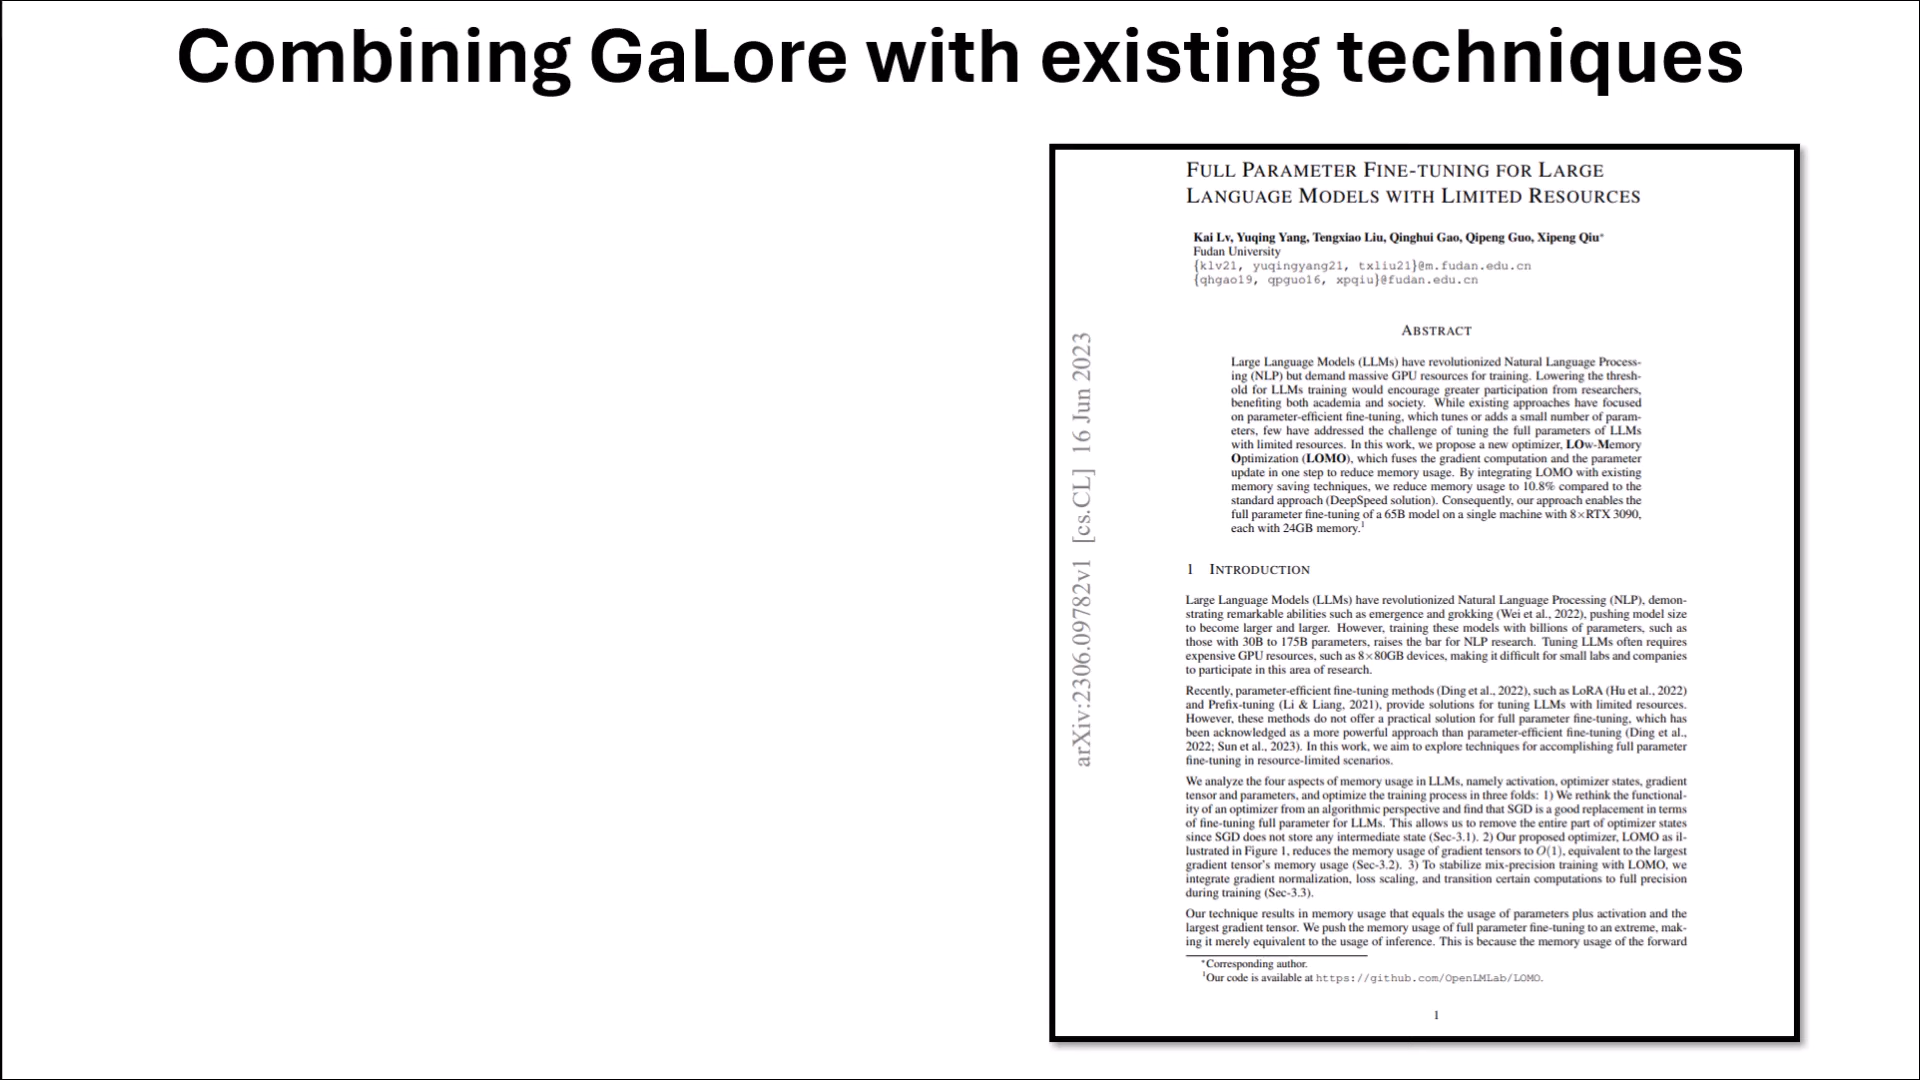 Combining GaLore with existing techniques
FULL PARAMETER FINE-TUNING FOR LARGE
LANGUAGE MODELS WITH LIMITED RESOURCES
Kai Lv, Yuqing Yang, Tengxiao Liu, Qinghui Gao, Qipeng Guo, Xipeng Qiu*
Fudan University
{klv21, yuqingyang21, txliu21}@m.fudan.edu.cn
{qhgao19, qpguo16, xpqiu}@fudan.edu.cn
arXiv:2306.09782v1 [cs.CL] 16 Jun 2023
ABSTRACT
Large Language Models (LLMs) have revolutionized Natural Language Process-
ing (NLP) but demand massive GPU resources for training. Lowering the thresh-
old for LLMs training would encourage greater participation from researchers,
benefiting both academia and society. While existing approaches have focused
on parameter-efficient fine-tuning, which tunes or adds a small number of param-
eters, few have addressed the challenge of tuning the full parameters of LLMs
with limited resources. In this work, we propose a new optimizer, LOw-Memory
Optimization (LOMO), which fuses the gradient computation and the parameter
update in one step to reduce memory usage. By integrating LOMO with existing
memory saving techniques, we reduce memory usage to 10.8% compared to the
standard approach (DeepSpeed solution). Consequently, our approach enables the
full parameter fine-tuning of a 65B model on a single machine with 8×RTX 3090,
each with 24GB memory.1
1 INTRODUCTION
Large Language Models (LLMs) have revolutionized Natural Language Processing (NLP), demon-
strating remarkable abilities such as emergence and grokking (Wei et al., 2022), pushing model size
to become larger and larger. However, training these models with billions of parameters, such as
those with 30B to 175B parameters, raises the bar for NLP research. Tuning LLMs often requires
expensive GPU resources, such as 8×80GB devices, making it difficult for small labs and companies
to participate in this area of research.
Recently, parameter-efficient fine-tuning methods (Ding et al., 2022), such as LoRA (Hu et al., 2022)
and Prefix-tuning (Li & Liang, 2021), provide solutions for tuning LLMs with limited resources.
However, these methods do not offer a practical solution for full parameter fine-tuning, which has
been acknowledged as a more powerful approach than parameter-efficient fine-tuning (Ding et al.,
2022; Sun et al., 2023). In this work, we aim to explore techniques for accomplishing full parameter
fine-tuning in resource-limited scenarios.
We analyze the four aspects of memory usage in LLMs, namely activation, optimizer states, gradient
tensor and parameters, and optimize the training process in three folds: 1) We rethink the functional-
ity of an optimizer from an algorithmic perspective and find that SGD is a good replacement in terms
of fine-tuning full parameter for LLMs. This allows us to remove the entire part of optimizer states
since SGD does not store any intermediate state (Sec-3.1). 2) Our proposed optimizer, LOMO as il-
lustrated in Figure 1, reduces the memory usage of gradient tensors to O(1), equivalent to the largest
gradient tensor's memory usage (Sec-3.2). 3) To stabilize mix-precision training with LOMO, we
integrate gradient normalization, loss scaling, and transition certain computations to full precision
during training (Sec-3.3).
Our technique results in memory usage that equals the usage of parameters plus activation and the
largest gradient tensor. We push the memory usage of full parameter fine-tuning to an extreme, mak-
ing it merely equivalent to the usage of inference. This is because the memory usage of the forward
*Corresponding author.
1Our code is available at https://github.com/OpenLMLab/LOMO.
1